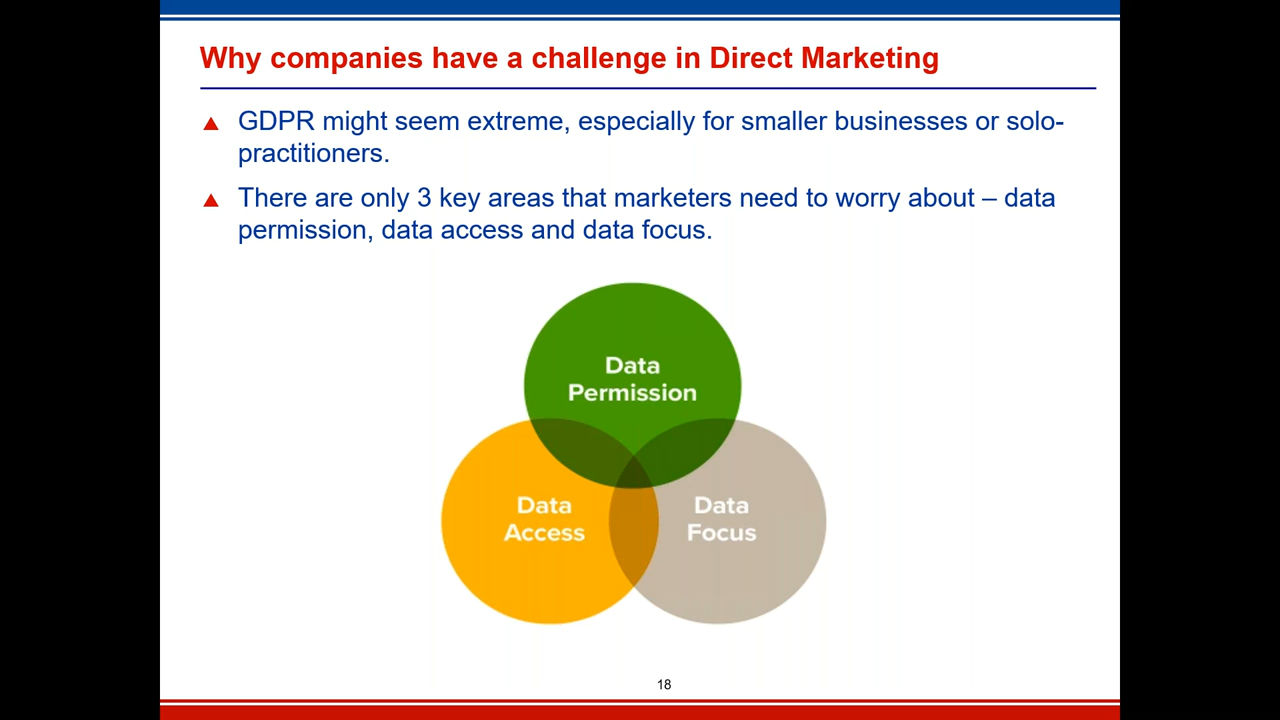 Why companies have a challenge in Direct Marketing
GDPR might seem extreme, especially for smaller businesses or solo-
practitioners.
There are only 3 key areas that marketers need to worry about – data
permission, data access and data focus.
Data
Permission
Data
Access
Data
Focus
18